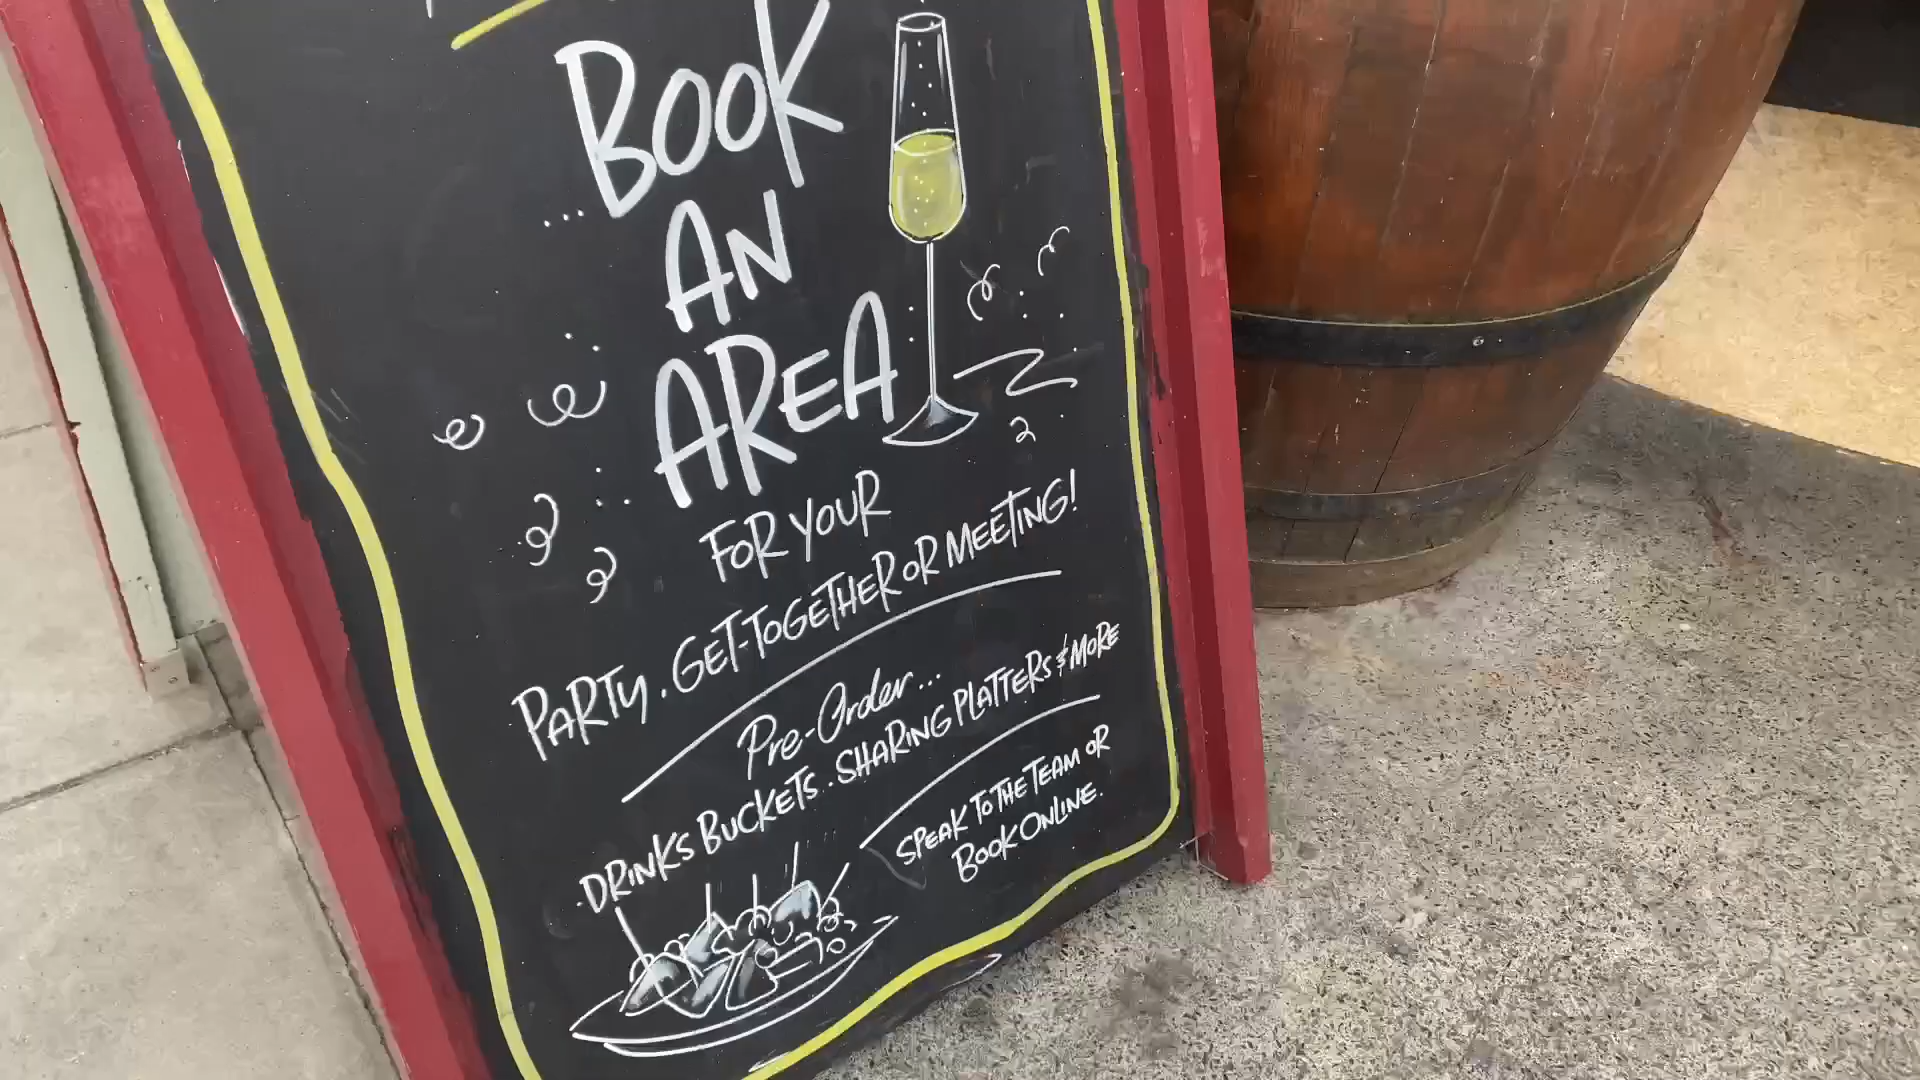 ...BOOK
AN
AREA
FOR YOUR
PARTY . GET-TOGETHER OR MEETING!
Pre-Order...
DRINKS BUCKETS . SHARING PLATTERS & MORE
SPEAK TO THE TEAM OR
BOOK ONLINE.